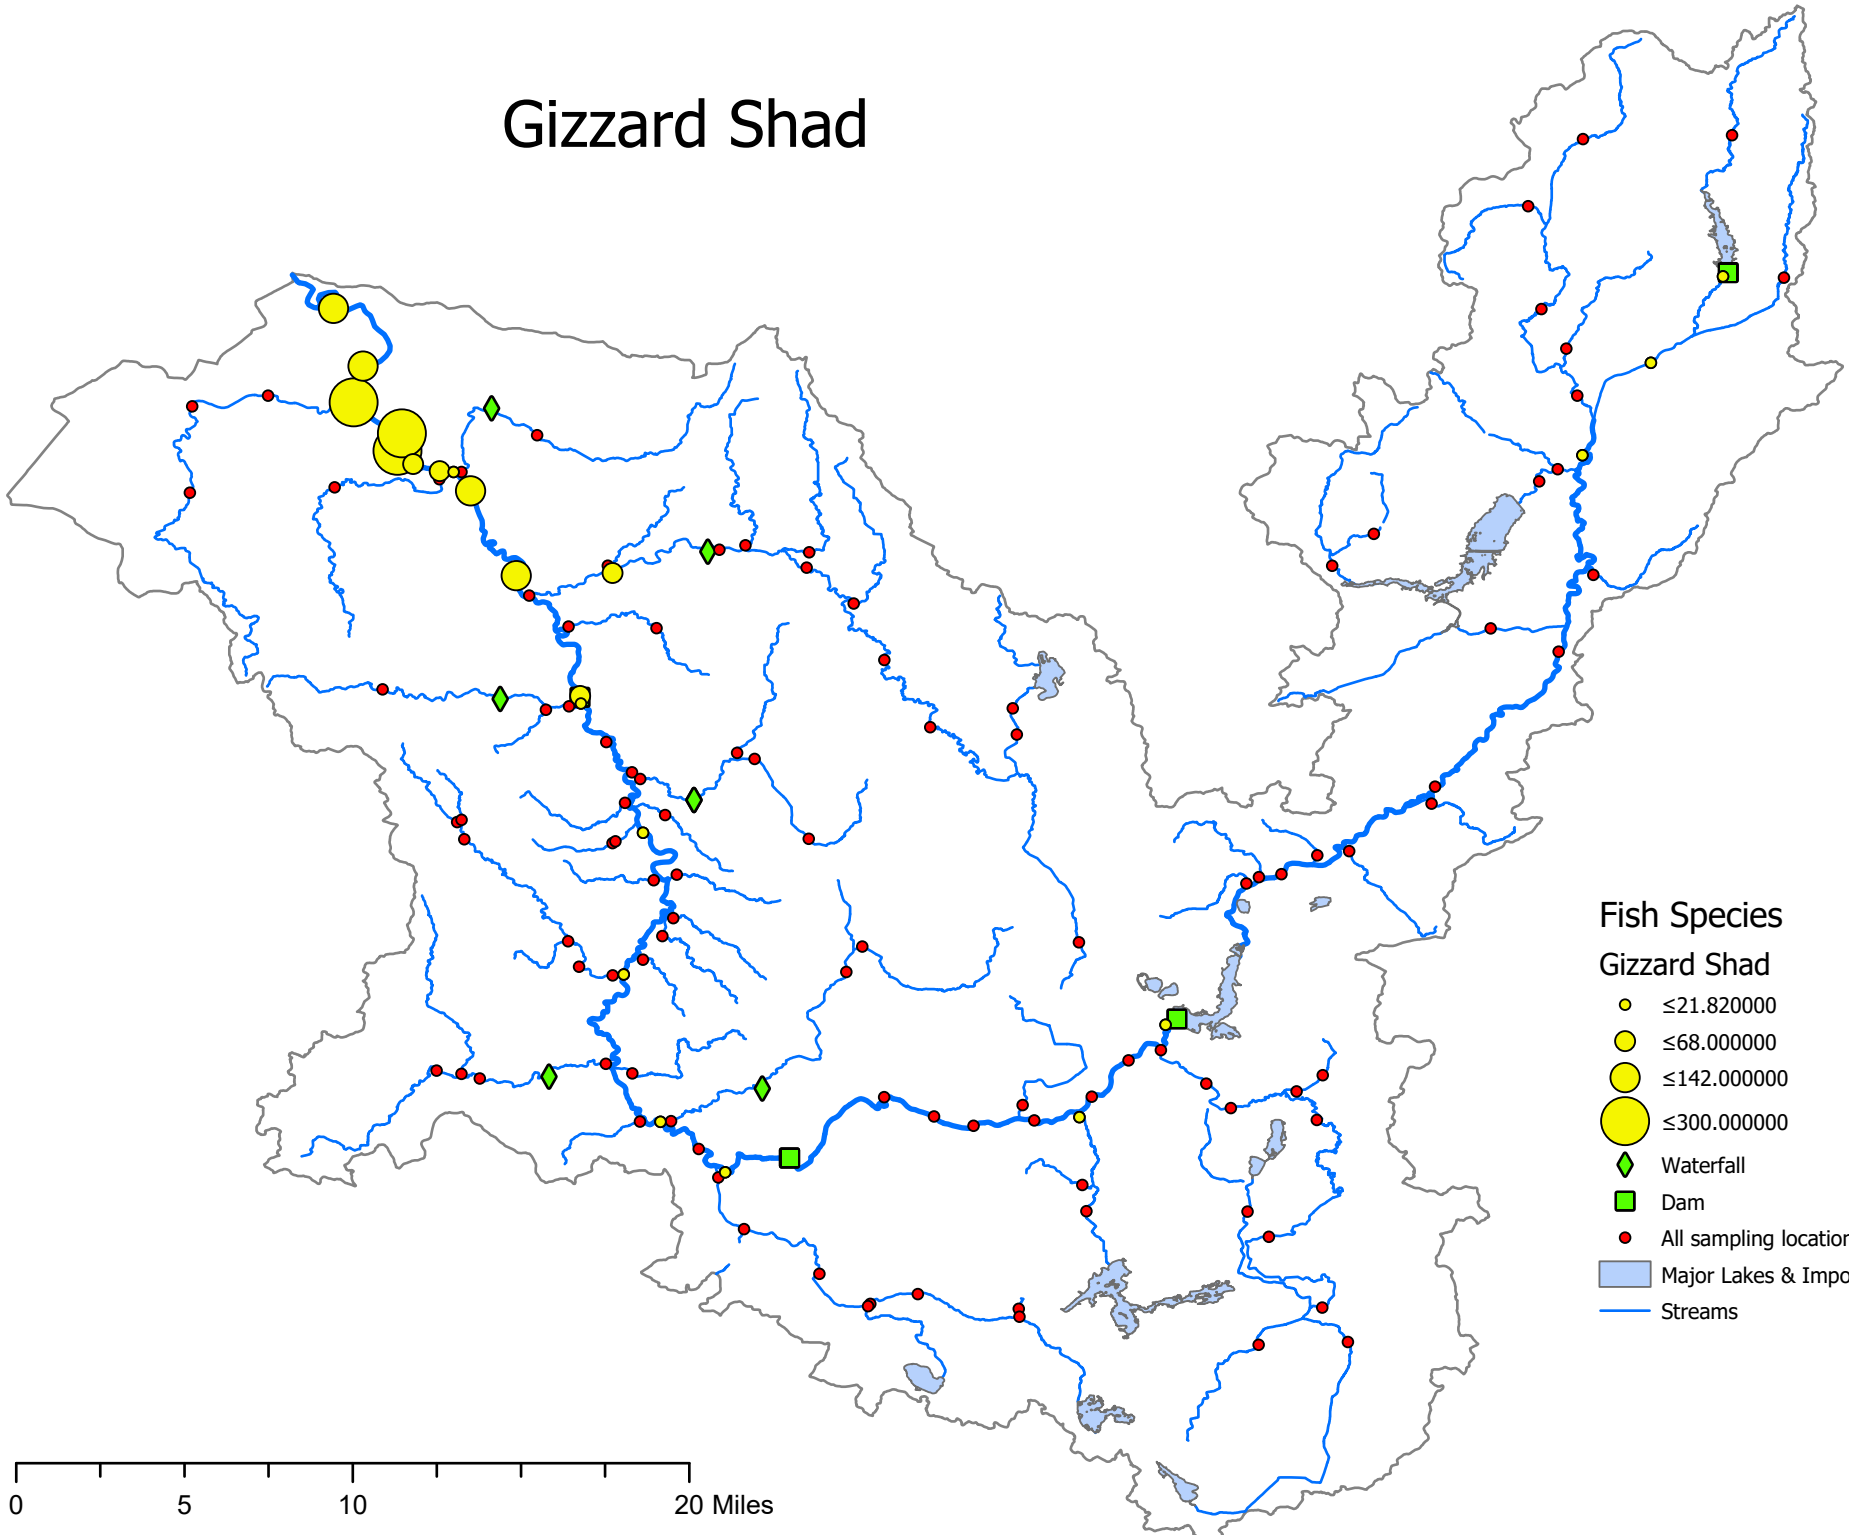 Gizzard Shad
Fish Species
Gizzard Shad
≤21.820000
≤68.000000
≤142.000000
≤300.000000
Waterfall
Dam
All sampling location
Major Lakes & Impo
Streams
0 5 10 20 Miles